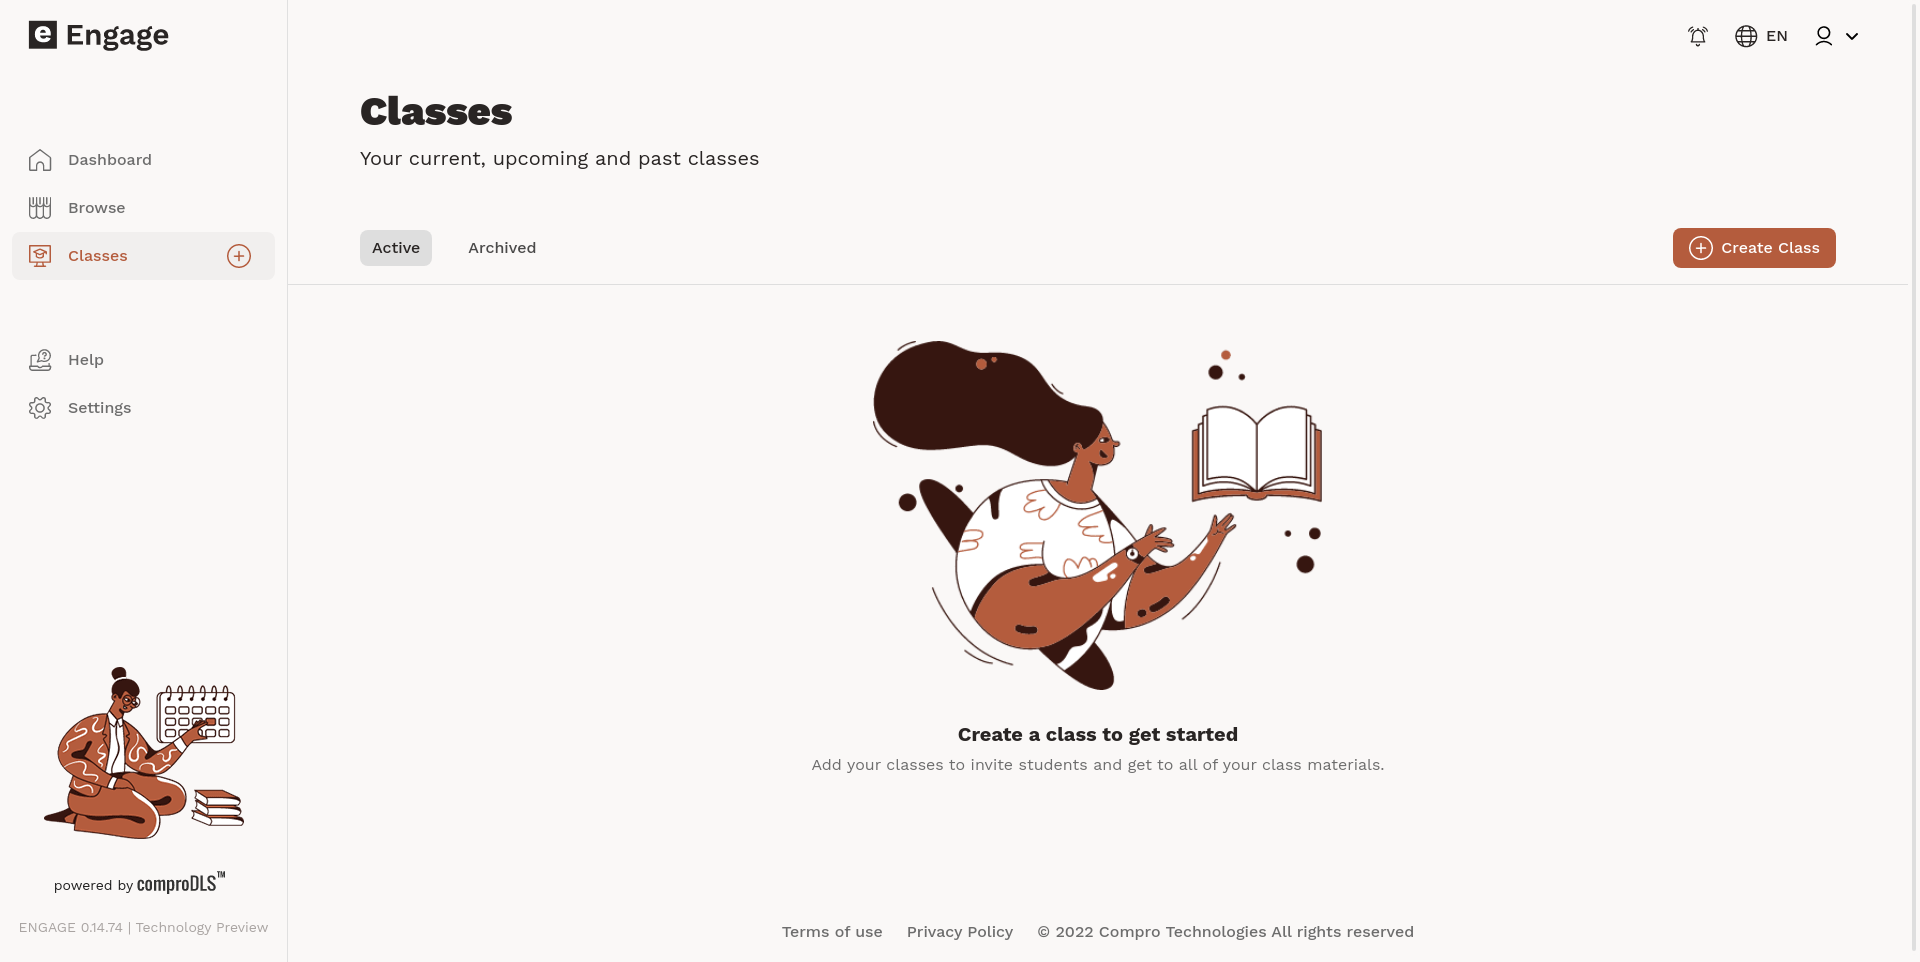 e Engage
EN
Classes
Your current, upcoming and past classes
Dashboard
Browse
Classes
Active
Archived
Create Class
Help
Settings
Create a class to get started
Add your classes to invite students and get to all of your class materials.
powered by comproDLS™
ENGAGE 0.14.74 | Technology Preview
Terms of use
Privacy Policy
© 2022 Compro Technologies All rights reserved